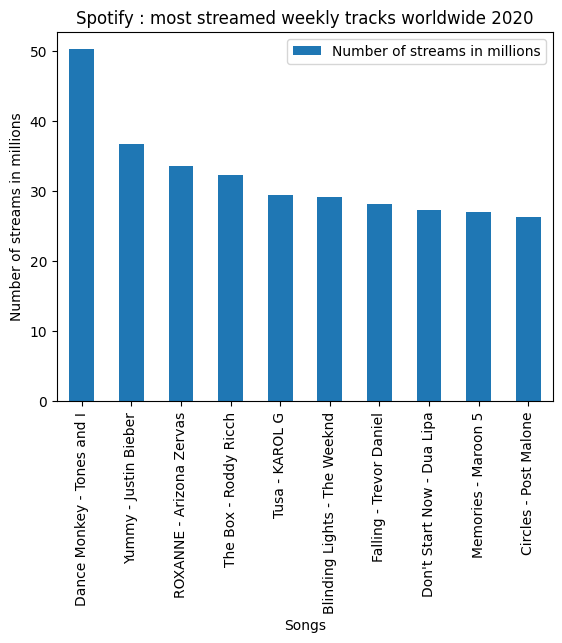 Spotify : most streamed weekly tracks worldwide 2020
Number of streams in millions
Number of streams in millions
50
40
30
20
10
0
Dance Monkey - Tones and I
Yummy - Justin Bieber
ROXANNE - Arizona Zervas
The Box - Roddy Ricch
Tusa - KAROL G
Blinding Lights - The Weeknd
Falling - Trevor Daniel
Don't Start Now - Dua Lipa
Memories - Maroon 5
Circles - Post Malone
Songs